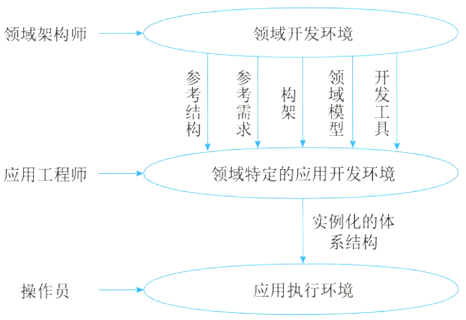 领域架构师
领域开发环境
参考结构
参考需求
构架
领域模型
开发工具
应用工程师
领域特定的应用开发环境
实例化的体
系结构
操作员
应用执行环境